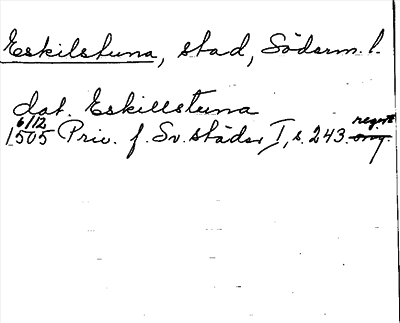 Eskilstuna, stad, Söderm. l.
dat. Eskillstuna
6/12 regest
1505 Priv. f. Sv. städer I, s. 243. orig.